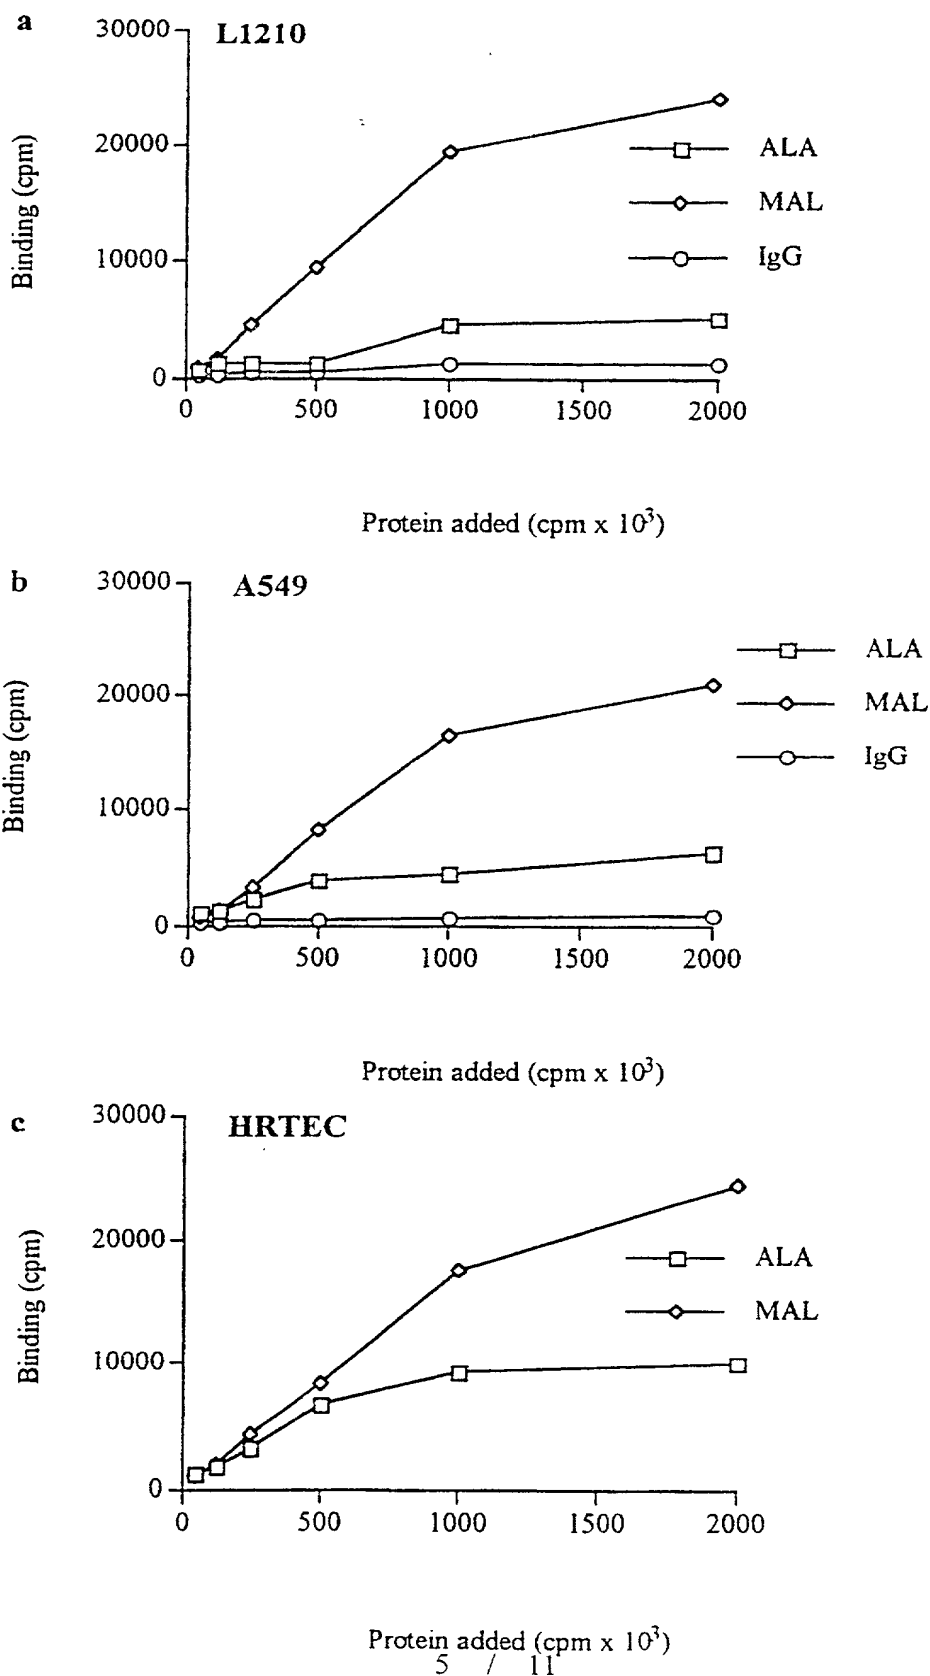 a
L1210
30000
20000
10000
0
Binding (cpm)
ALA
MAL
IgG
0 500 1000 1500 2000
Protein added (cpm x 10³)
b
A549
30000
20000
10000
0
Binding (cpm)
ALA
MAL
IgG
0 500 1000 1500 2000
Protein added (cpm x 10³)
c
HRTEC
30000
20000
10000
0
Binding (cpm)
ALA
MAL
0 500 1000 1500 2000
Protein added (cpm x 10³)
5 / 11